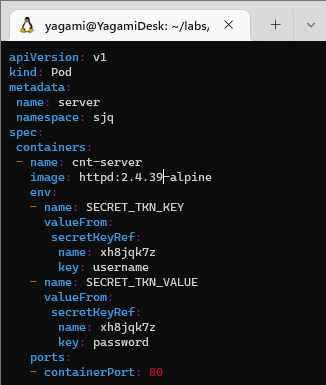 yagami@YagamiDesk: ~/labs/
apiVersion: v1
kind: Pod
metadata:
 name: server
 namespace: sjq
spec:
 containers:
 - name: cnt-server
   image: httpd:2.4.39-alpine
   env:
   - name: SECRET_TKN_KEY
     valueFrom:
      secretKeyRef:
       name: xh8jqk7z
       key: username
   - name: SECRET_TKN_VALUE
     valueFrom:
      secretKeyRef:
       name: xh8jqk7z
       key: password
   ports:
   - containerPort: 80